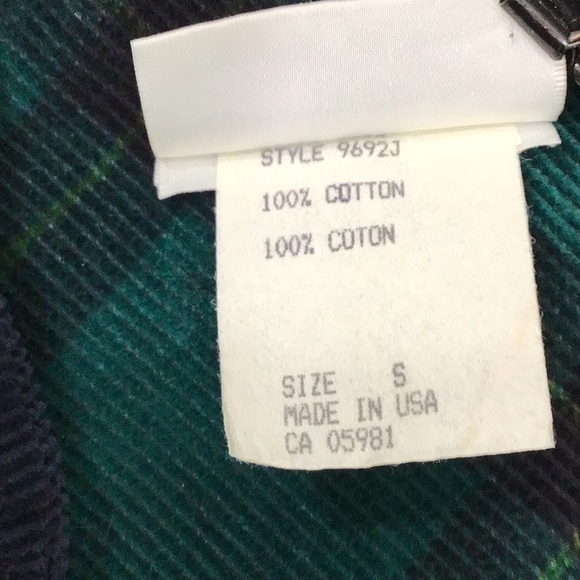 STYLE 9692J
100% COTTON
100% COTON
SIZE S
MADE IN USA
CA 05981